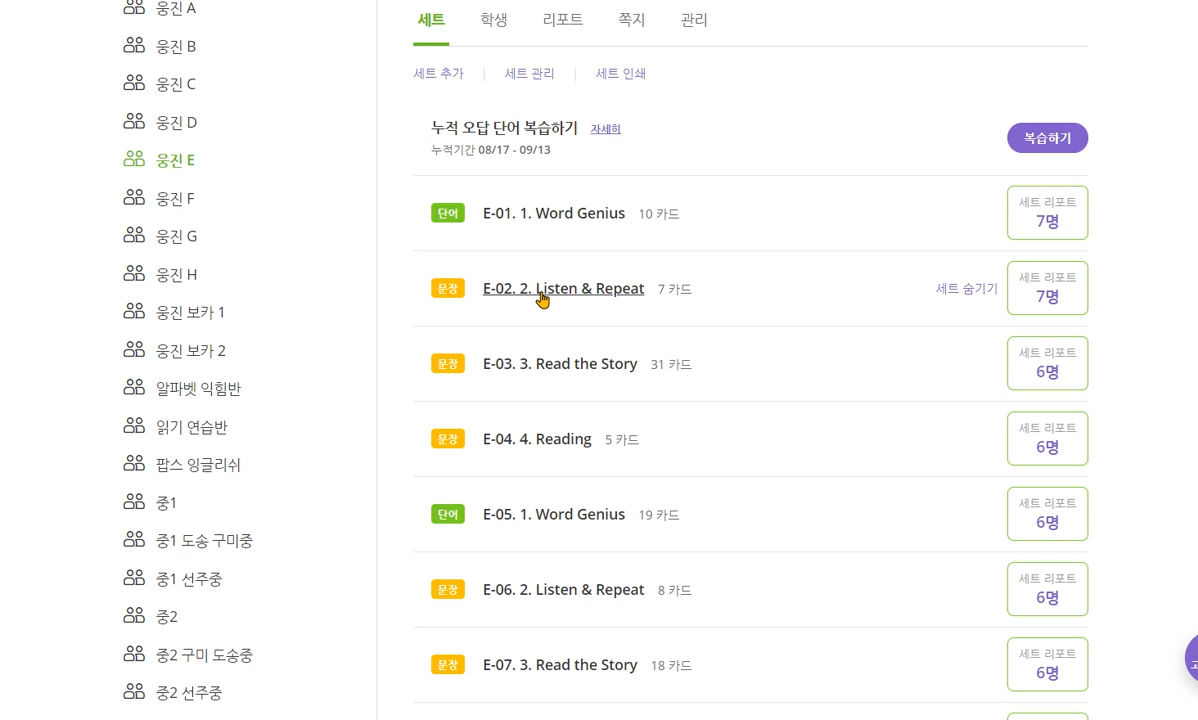 웅진 A
웅진 B
웅진 C
웅진 D
웅진 E
웅진 F
웅진 G
웅진 H
웅진 보카 1
웅진 보카 2
알파벳 익힘반
읽기 연습반
팝스 잉글리쉬
중1
중1 도송 구미중
중1 선주중
중2
중2 구미 도송중
중2 선주중
세트 학생 리포트 쪽지 관리
세트 추가 | 세트 관리 | 세트 인쇄
누적 오답 단어 복습하기 자세히
누적기간 08/17 - 09/13
복습하기
단어 E-01. 1. Word Genius 10 카드
세트 리포트
7명
문장 E-02. 2. Listen & Repeat 7 카드 세트 숨기기
세트 리포트
7명
문장 E-03. 3. Read the Story 31 카드
세트 리포트
6명
문장 E-04. 4. Reading 5 카드
세트 리포트
6명
단어 E-05. 1. Word Genius 19 카드
세트 리포트
6명
문장 E-06. 2. Listen & Repeat 8 카드
세트 리포트
6명
문장 E-07. 3. Read the Story 18 카드
세트 리포트
6명